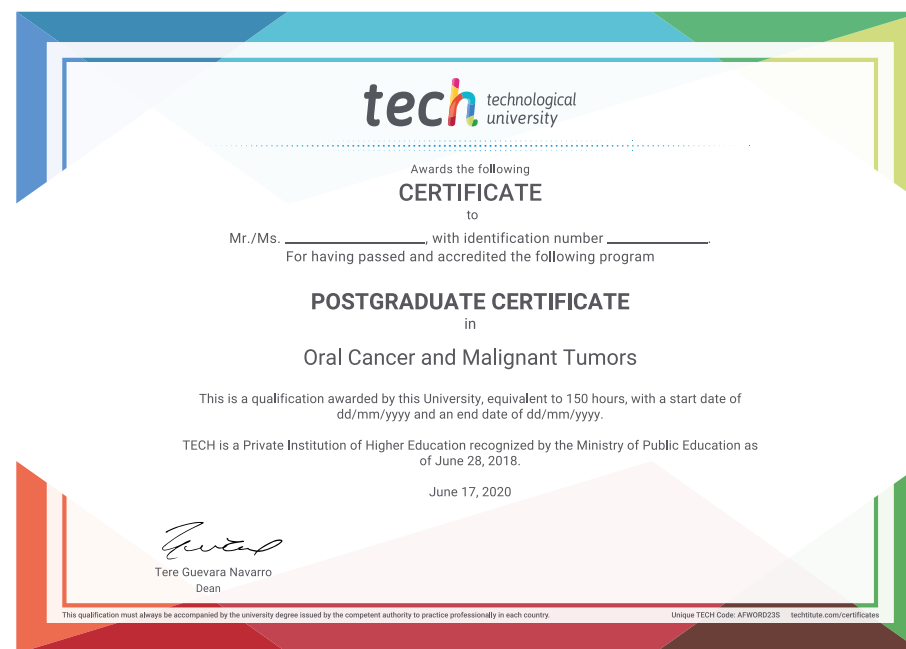 tech technological
university
Awards the following
CERTIFICATE
to
Mr./Ms. ____________________, with identification number ______________.
For having passed and accredited the following program
POSTGRADUATE CERTIFICATE
in
Oral Cancer and Malignant Tumors
This is a qualification awarded by this University, equivalent to 150 hours, with a start date of
dd/mm/yyyy and an end date of dd/mm/yyyy.
TECH is a Private Institution of Higher Education recognized by the Ministry of Public Education as
of June 28, 2018.
June 17, 2020
Tere Guevara Navarro
Dean
This qualification must always be accompanied by the university degree issued by the competent authority to practice professionally in each country. Unique TECH Code: AFWORD23S techtitute.com/certificates